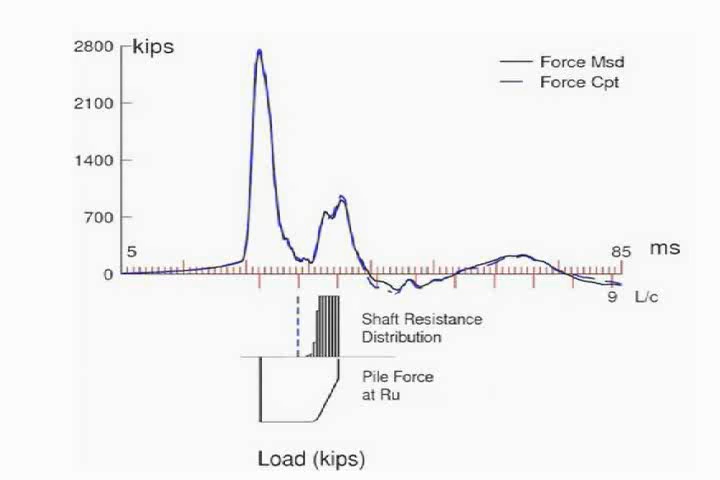 2800 kips
Force Msd
Force Cpt
2100
1400
700
5
85 ms
0
9 L/c
Shaft Resistance
Distribution
Pile Force
at Ru
Load (kips)